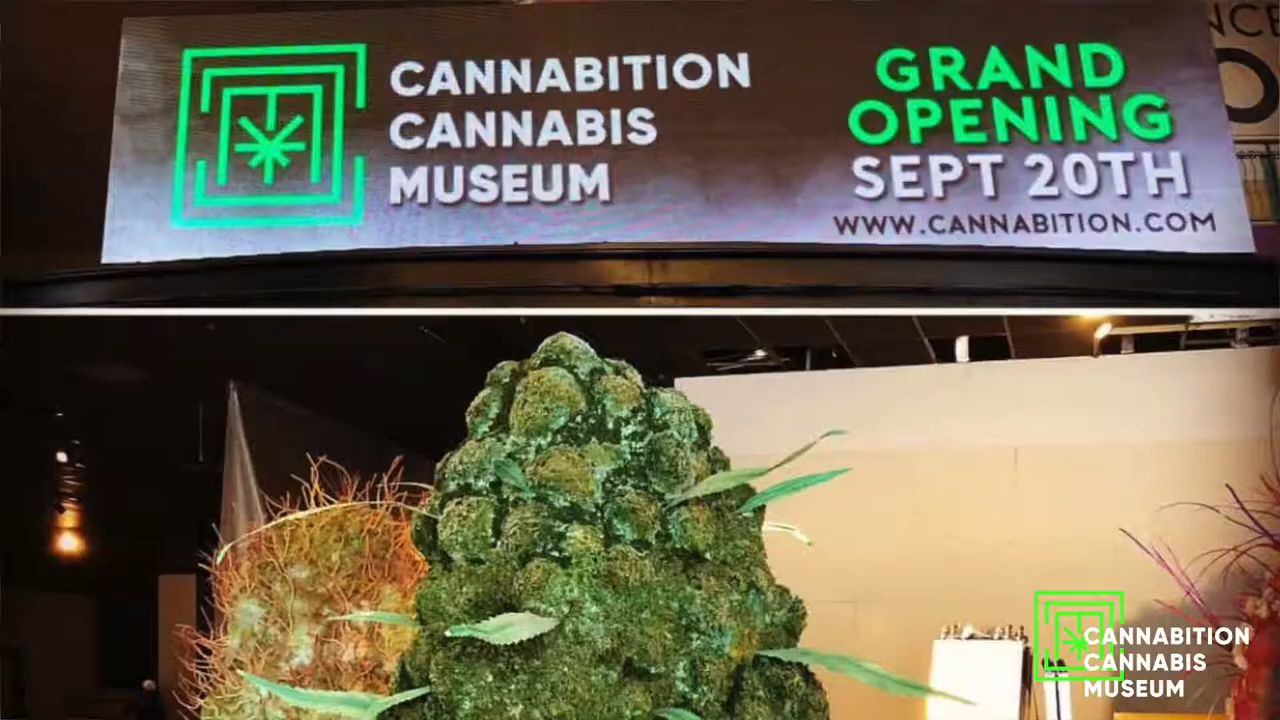 CANNABITION
CANNABIS
MUSEUM
GRAND
OPENING
SEPT 20TH
WWW.CANNABITION.COM
CANNABITION
CANNABIS
MUSEUM